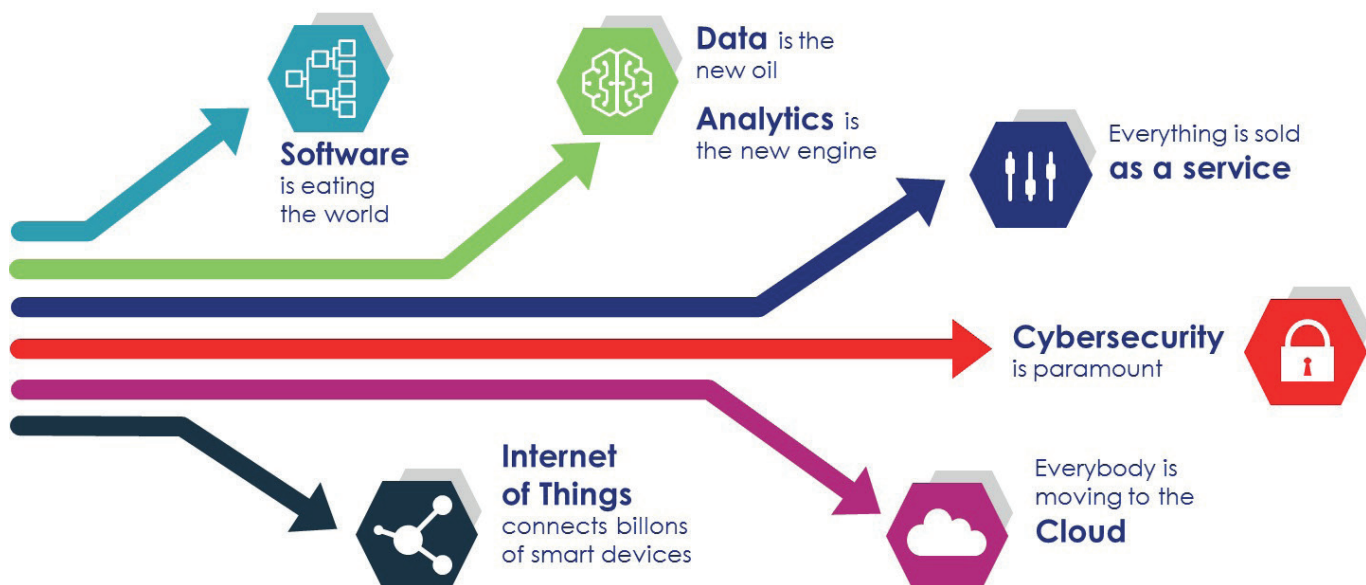 Software
is eating
the world
Data is the
new oil
Analytics is
the new engine
Everything is sold
as a service
Cybersecurity
is paramount
Internet
of Things
connects billons
of smart devices
Everybody is
moving to the
Cloud